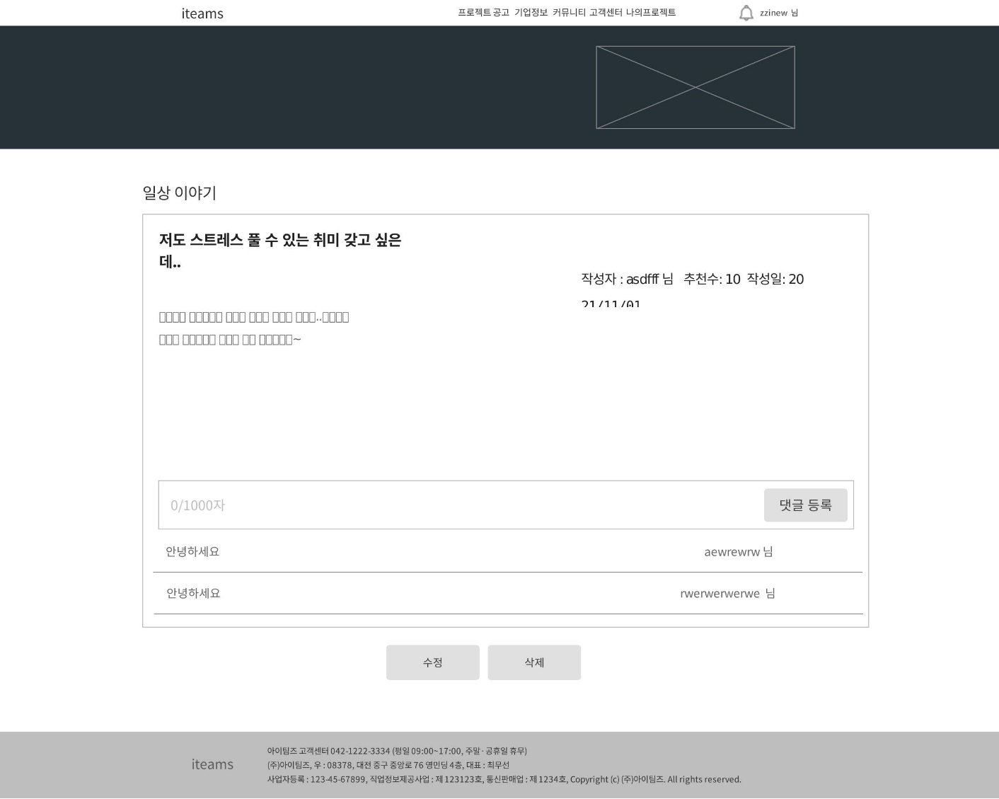 iteams
프로젝트 공고 기업정보 커뮤니티 고객센터 나의프로젝트
zzinew 님
일상 이야기
저도 스트레스 풀 수 있는 취미 갖고 싶은
데..
작성자 : asdfff 님 추천수: 10 작성일: 20
21/11/01
0/1000자
댓글 등록
안녕하세요
aewrewrw 님
안녕하세요
rwerwerwerwe 님
수정
삭제
iteams
아이팀즈 고객센터 042-1222-3334 (평일 09:00~17:00, 주말·공휴일 휴무)
(주)아이팀즈, 우 : 08378, 대전 중구 중앙로 76 영민딩 4층, 대표 : 최무선
사업자등록 : 123-45-67899, 직업정보제공사업 : 제 123123호, 통신판매업 : 제 1234호, Copyright (c) (주)아이팀즈. All rights reserved.